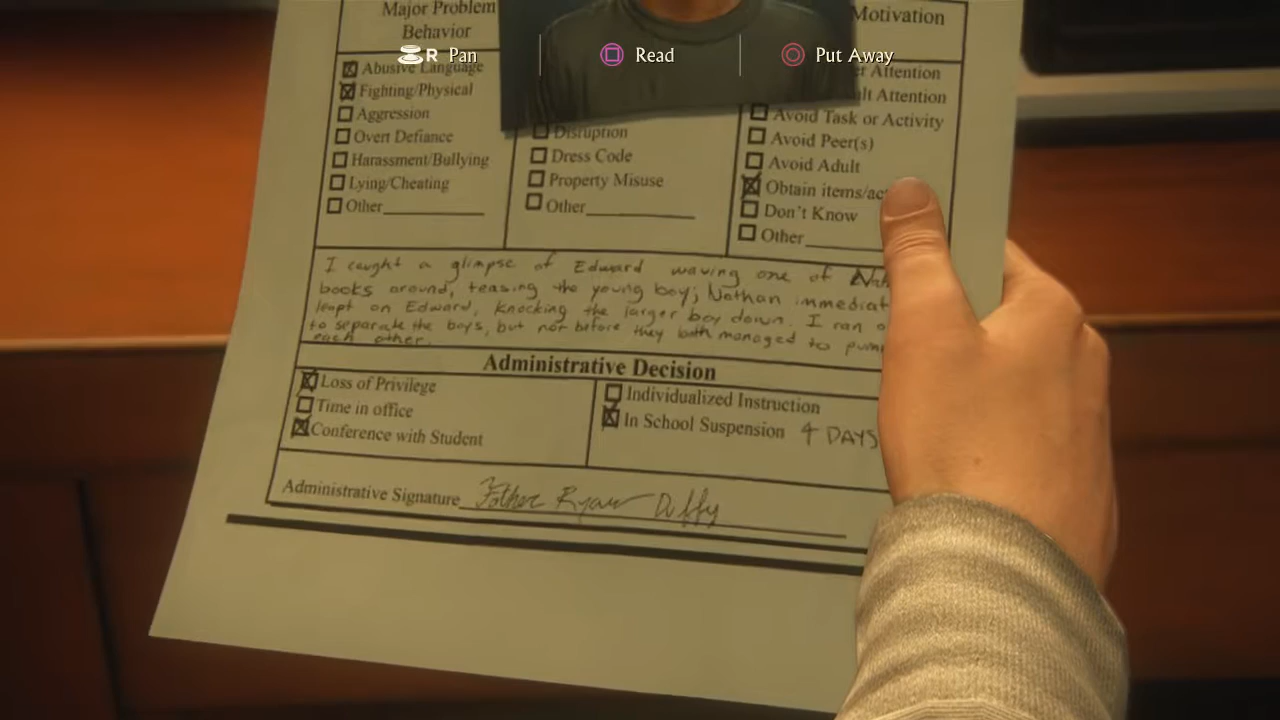 Major Problem
Behavior
Motivation
R Pan
Read
Put Away
Abusive Language
Fighting/Physical
Aggression
Overt Defiance
Harassment/Bullying
Lying/Cheating
Other
Disruption
Dress Code
Property Misuse
Other
Attention
Attention
Avoid Task or Activity
Avoid Peer(s)
Avoid Adult
Obtain items/
Don't Know
Other
I caught a glimpse of Edward waving one of
books around, teasing the young boy; Nathan
leapt on Edward, knocking the larger boy down. I ran
to separate the boys, but not before they both managed to
each other.
Administrative Decision
Loss of Privilege
Time in office
Conference with Student
Individualized Instruction
In School Suspension 4 DAYS
Administrative Signature Father Ryan Duffy